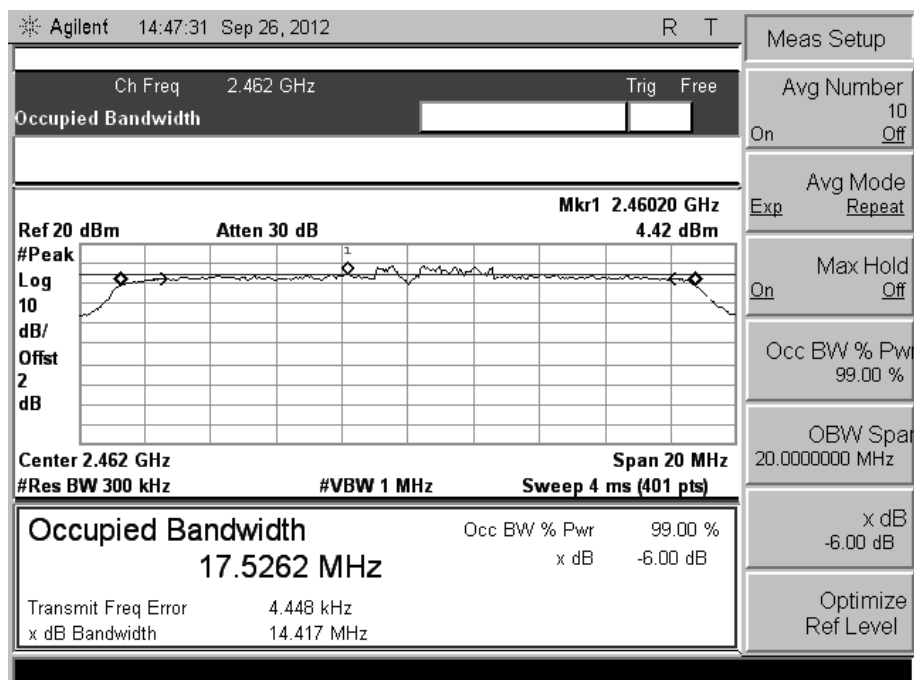 Agilent 14:47:31 Sep 26, 2012 R T
Ch Freq 2.462 GHz Trig Free
Occupied Bandwidth
Mkr1 2.46020 GHz
Ref 20 dBm Atten 30 dB 4.42 dBm
#Peak
Log
10
dB/
Offst
2
dB
1
Center 2.462 GHz Span 20 MHz
#Res BW 300 kHz #VBW 1 MHz Sweep 4 ms (401 pts)
Occupied Bandwidth
17.5262 MHz
Occ BW % Pwr 99.00 %
x dB -6.00 dB
Transmit Freq Error 4.448 kHz
x dB Bandwidth 14.417 MHz
Meas Setup
Avg Number
10
On Off
Avg Mode
Exp Repeat
Max Hold
On Off
Occ BW % Pwr
99.00 %
OBW Spar
20.0000000 MHz
x dB
-6.00 dB
Optimize
Ref Level